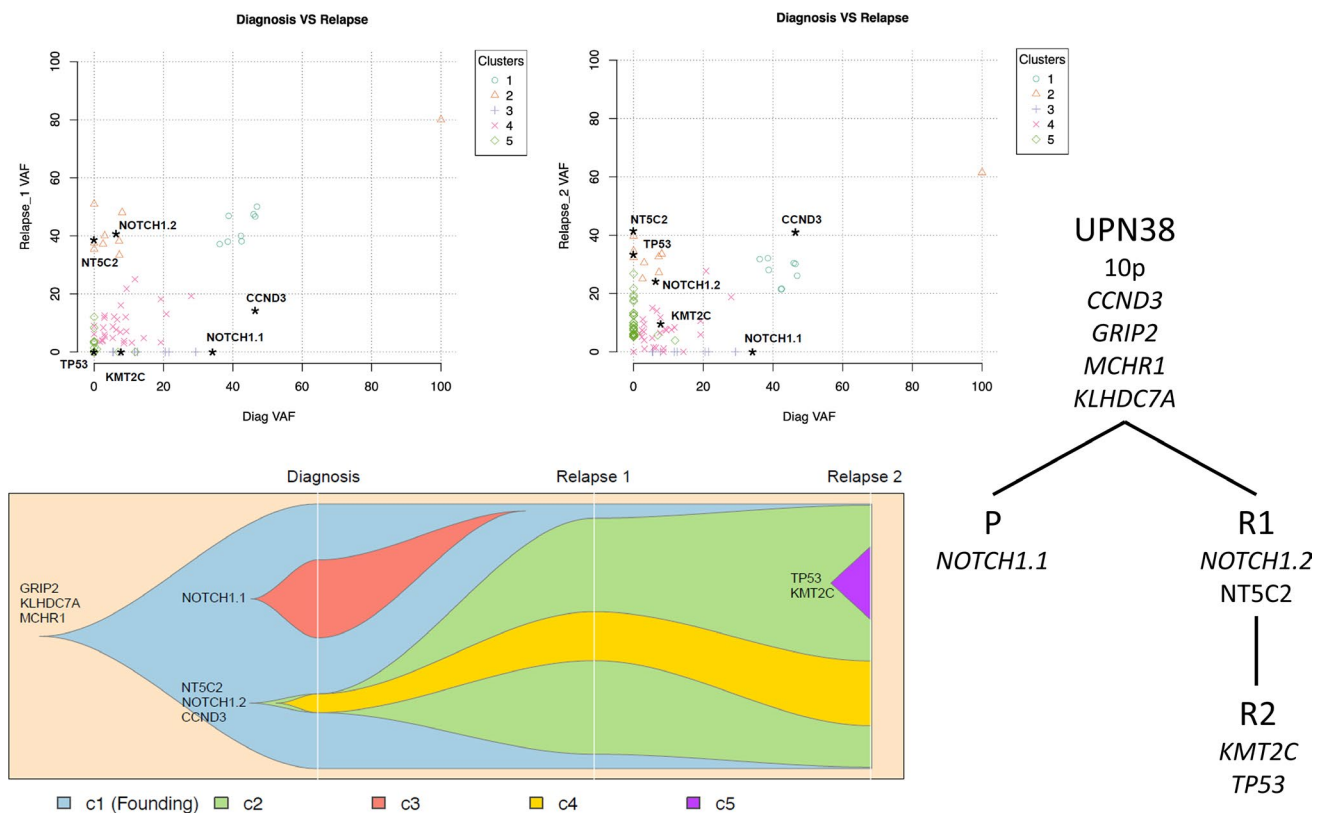 Diagnosis VS Relapse
Relapse_1 VAF
100
80
60
40
20
0
0 20 40 60 80 100
Diag VAF
Clusters
1
2
3
4
5
NOTCH1.2
NT5C2
CCND3
NOTCH1.1
TP53
KMT2C
Diagnosis VS Relapse
Relapse_2 VAF
100
80
60
40
20
0
0 20 40 60 80 100
Diag VAF
Clusters
1
2
3
4
5
NT5C2
CCND3
TP53
NOTCH1.2
KMT2C
NOTCH1.1
UPN38
10p
CCND3
GRIP2
MCHR1
KLHDC7A
P
NOTCH1.1
R1
NOTCH1.2
NT5C2
R2
KMT2C
TP53
Diagnosis
Relapse 1
Relapse 2
GRIP2
KLHDC7A
MCHR1
NOTCH1.1
NT5C2
NOTCH1.2
CCND3
TP53
KMT2C
c1 (Founding)
c2
c3
c4
c5